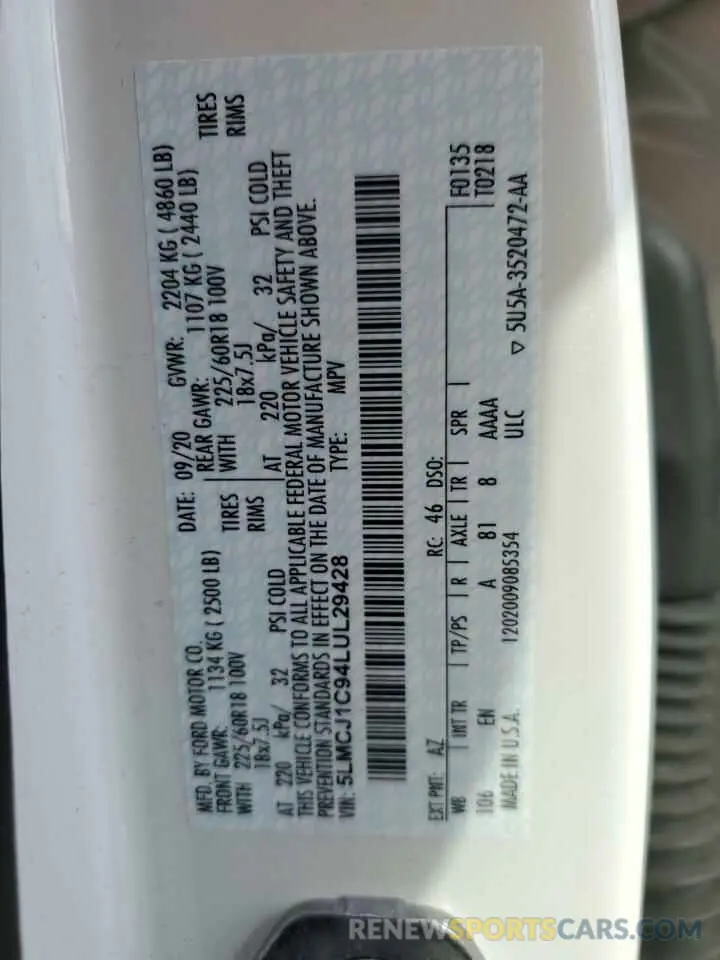 MFD. BY FORD MOTOR CO.
DATE: 09/20 GVWR: 2204 KG ( 4860 LB)
FRONT GAWR: 1134 KG ( 2500 LB) REAR GAWR: 1107 KG ( 2440 LB)
WITH 225/60R18 100V TIRES WITH 225/60R18 100V TIRES
18x7.5J RIMS 18x7.5J RIMS
AT 220 kPa/ 32 PSI COLD AT 220 kPa/ 32 PSI COLD
THIS VEHICLE CONFORMS TO ALL APPLICABLE FEDERAL MOTOR VEHICLE SAFETY AND THEFT
PREVENTION STANDARDS IN EFFECT ON THE DATE OF MANUFACTURE SHOWN ABOVE.
VIN: 5LMCJ1C94LUL29428 TYPE: MPV
EXT PNT: AZ RC: 46 DSO: F0135
WB INT TR TP/PS R AXLE TR SPR T0218
106 EN A 81 8 AAAA
MADE IN U.S.A. 1202009085354 ULC ▽ 5U5A-3520472-AA
RENEWSPORTSCARS.COM